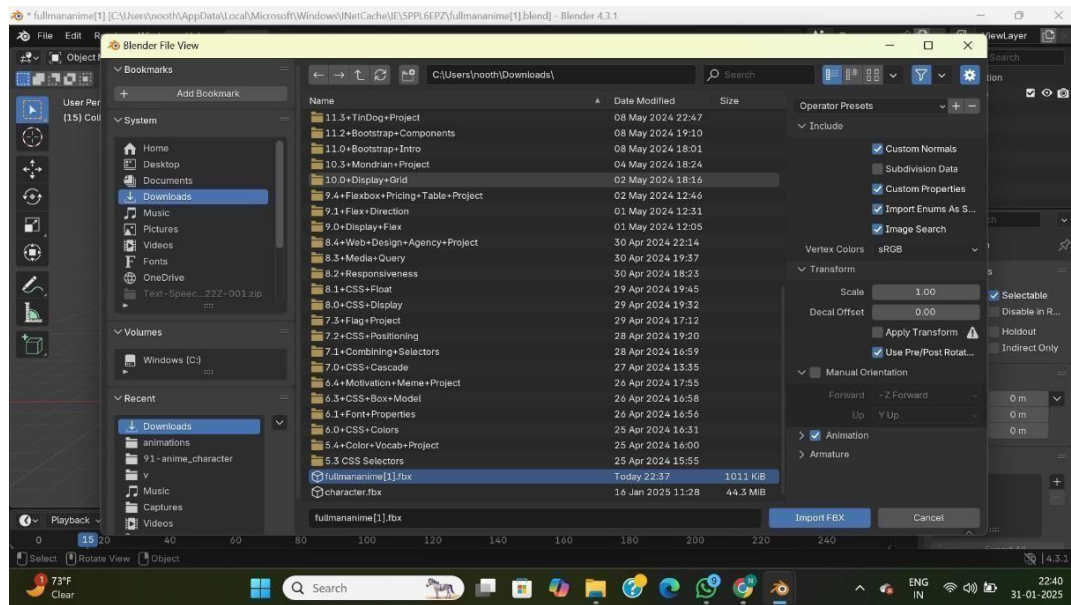 * fullmananime[1] [C:\Users\nooth\AppData\Local\Microsoft\Windows\INetCache\IE\5PPL6EPZ\fullmananime[1].blend] - Blender 4.3.1
File Edit
ViewLayer
Blender File View
Object
Search
Bookmarks
Add Bookmark
C:\Users\nooth\Downloads\
Search
User Per
(15) Coll
System
Home
Desktop
Documents
Downloads
Music
Pictures
Videos
Fonts
OneDrive
Text-Speec...22Z-001.zip
Volumes
Windows (C:)
Recent
Downloads
animations
91-anime_character
v
Music
Captures
Videos
Name Date Modified Size
11.3+TinDog+Project 08 May 2024 22:47
11.2+Bootstrap+Components 08 May 2024 19:10
11.0+Bootstrap+Intro 08 May 2024 18:01
10.3+Mondrian+Project 04 May 2024 18:24
10.0+Display+Grid 02 May 2024 18:16
9.4+Flexbox+Pricing+Table+Project 02 May 2024 12:46
9.1+Flex+Direction 01 May 2024 12:31
9.0+Display+Flex 01 May 2024 12:05
8.4+Web+Design+Agency+Project 30 Apr 2024 22:14
8.3+Media+Query 30 Apr 2024 19:37
8.2+Responsiveness 30 Apr 2024 18:23
8.1+CSS+Float 29 Apr 2024 19:45
8.0+CSS+Display 29 Apr 2024 19:32
7.3+Flag+Project 29 Apr 2024 17:12
7.2+CSS+Positioning 28 Apr 2024 19:20
7.1+Combining+Selectors 28 Apr 2024 16:59
7.0+CSS+Cascade 27 Apr 2024 13:35
6.4+Motivation+Meme+Project 26 Apr 2024 17:55
6.3+CSS+Box+Model 26 Apr 2024 16:58
6.1+Font+Properties 26 Apr 2024 16:56
6.0+CSS+Colors 25 Apr 2024 16:31
5.4+Color+Vocab+Project 25 Apr 2024 16:00
5.3 CSS Selectors 25 Apr 2024 15:55
fullmananime[1].fbx Today 22:37 1011 KiB
character.fbx 16 Jan 2025 11:28 44.3 MiB
fullmananime[1].fbx
Import FBX Cancel
Operator Presets
Include
Custom Normals
Subdivision Data
Custom Properties
Import Enums As S...
Image Search
Vertex Colors sRGB
Transform
Scale 1.00
Decal Offset 0.00
Apply Transform
Use Pre/Post Rotat...
Manual Orientation
Forward -Z Forward
Up Y Up
Animation
Armature
Selectable
Disable in R...
Holdout
Indirect Only
0 m
0 m
0 m
Playback
0 15 20 40 60 80 100 120 140 160 180 200 220 240
Select Rotate View Object
4.3.1
73°F
Clear
Search
ENG
IN
22:40
31-01-2025